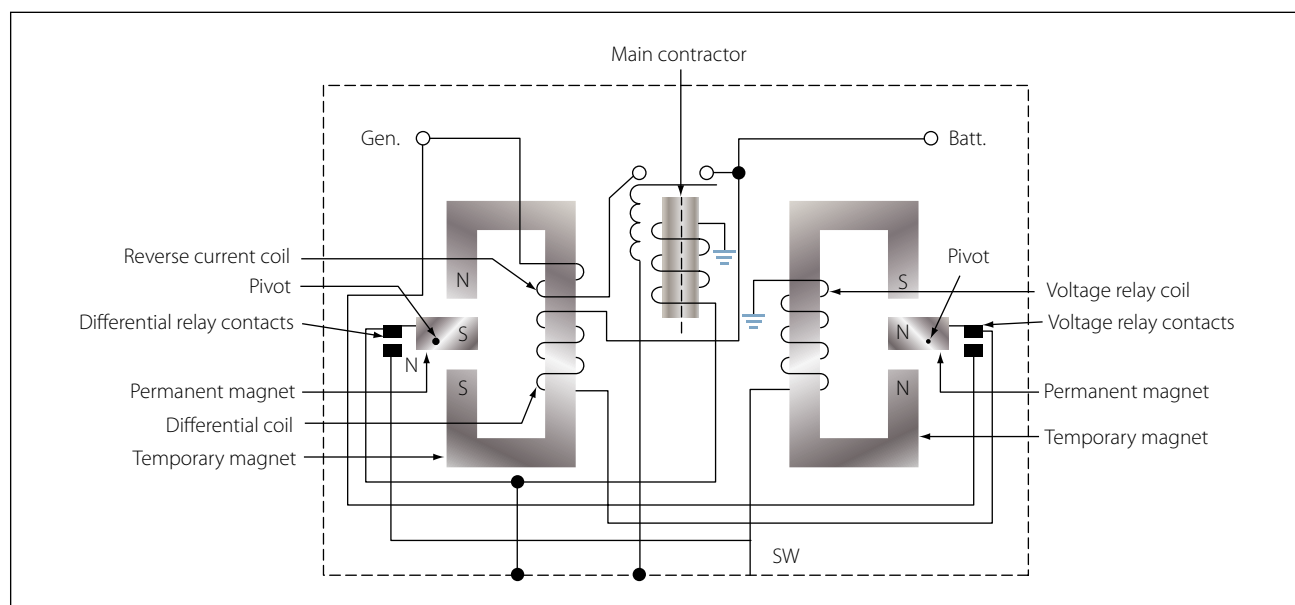 Main contractor
Gen.
Batt.
Reverse current coil
Pivot
Differential relay contacts
Permanent magnet
Differential coil
Temporary magnet
N
S
N
S
Pivot
Voltage relay coil
Voltage relay contacts
Permanent magnet
Temporary magnet
S
N
N
SW